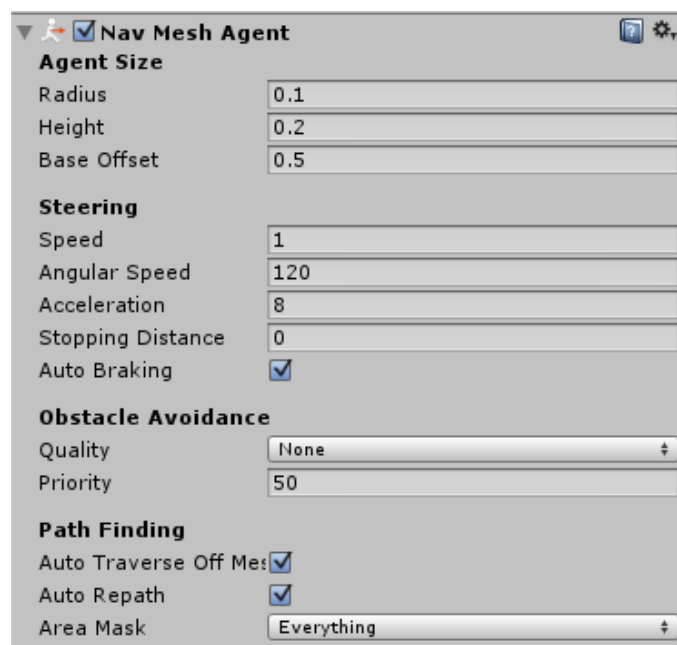 Nav Mesh Agent
Agent Size
Radius 0.1
Height 0.2
Base Offset 0.5
Steering
Speed 1
Angular Speed 120
Acceleration 8
Stopping Distance 0
Auto Braking
Obstacle Avoidance
Quality None
Priority 50
Path Finding
Auto Traverse Off Mes
Auto Repath
Area Mask Everything